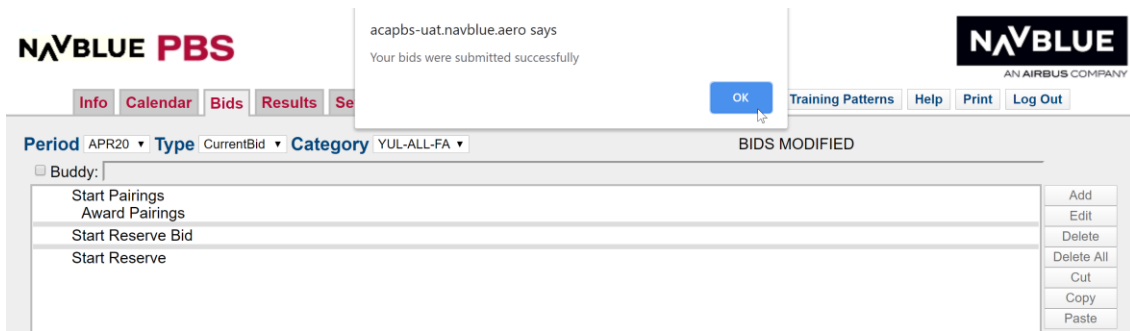 NAVBLUE PBS
acapbs-uat.navblue.aero says
Your bids were submitted successfully
OK
NAVBLUE
AN AIRBUS COMPANY
Info Calendar Bids Results Se Training Patterns Help Print Log Out
Period APR20 Type CurrentBid Category YUL-ALL-FA BIDS MODIFIED
Buddy:
Start Pairings
Award Pairings
Start Reserve Bid
Start Reserve
Add
Edit
Delete
Delete All
Cut
Copy
Paste